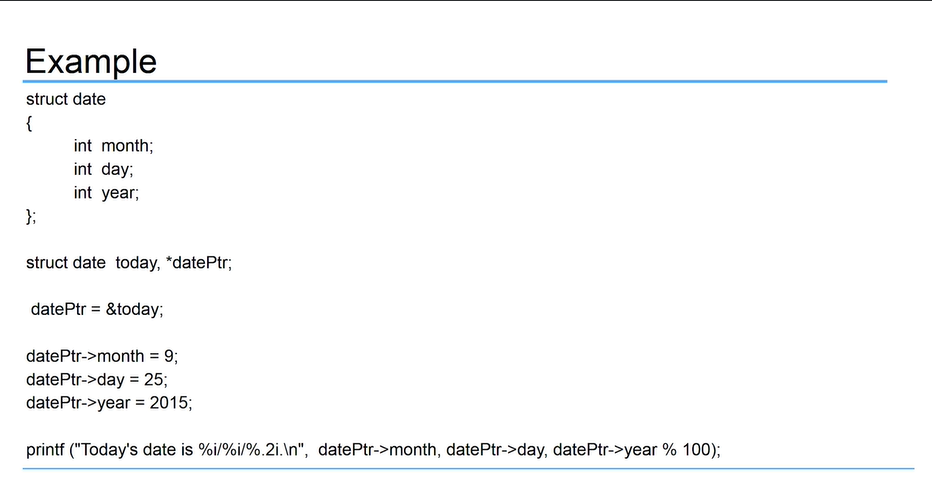 Example
struct date
{
int month;
int day;
int year;
};
struct date today, *datePtr;
datePtr = &today;
datePtr->month = 9;
datePtr->day = 25;
datePtr->year = 2015;
printf ("Today's date is %i/%i/%.2i.\n", datePtr->month, datePtr->day, datePtr->year % 100);